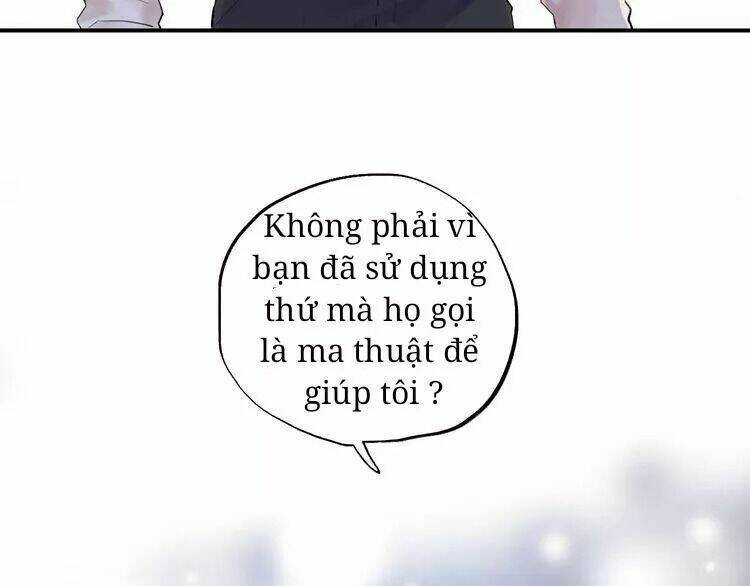 Không phải vì
bạn đã sử dụng
thứ mà họ gọi
là ma thuật để
giúp tôi ?